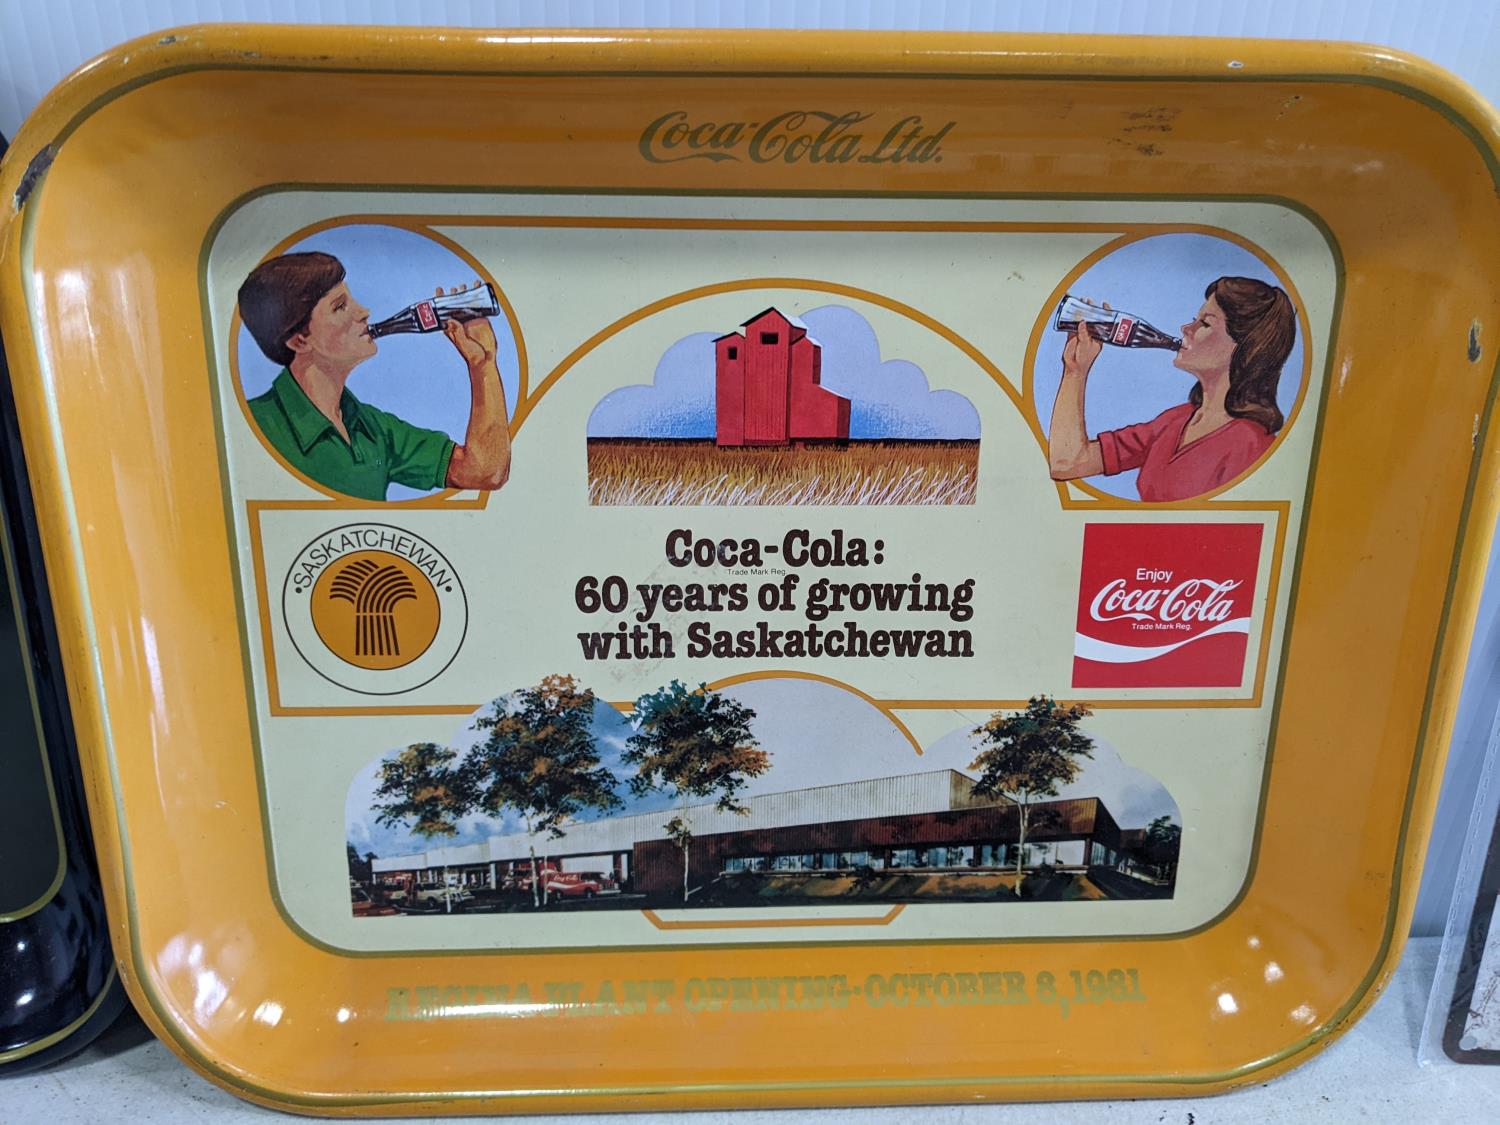 Coca-Cola Ltd.
Coca-Cola:
Trade Mark Reg.
60 years of growing
with Saskatchewan
·SASKATCHEWAN·
Enjoy
Coca-Cola
Trade Mark Reg.
REGINA PLANT OPENING·OCTOBER 8, 1981